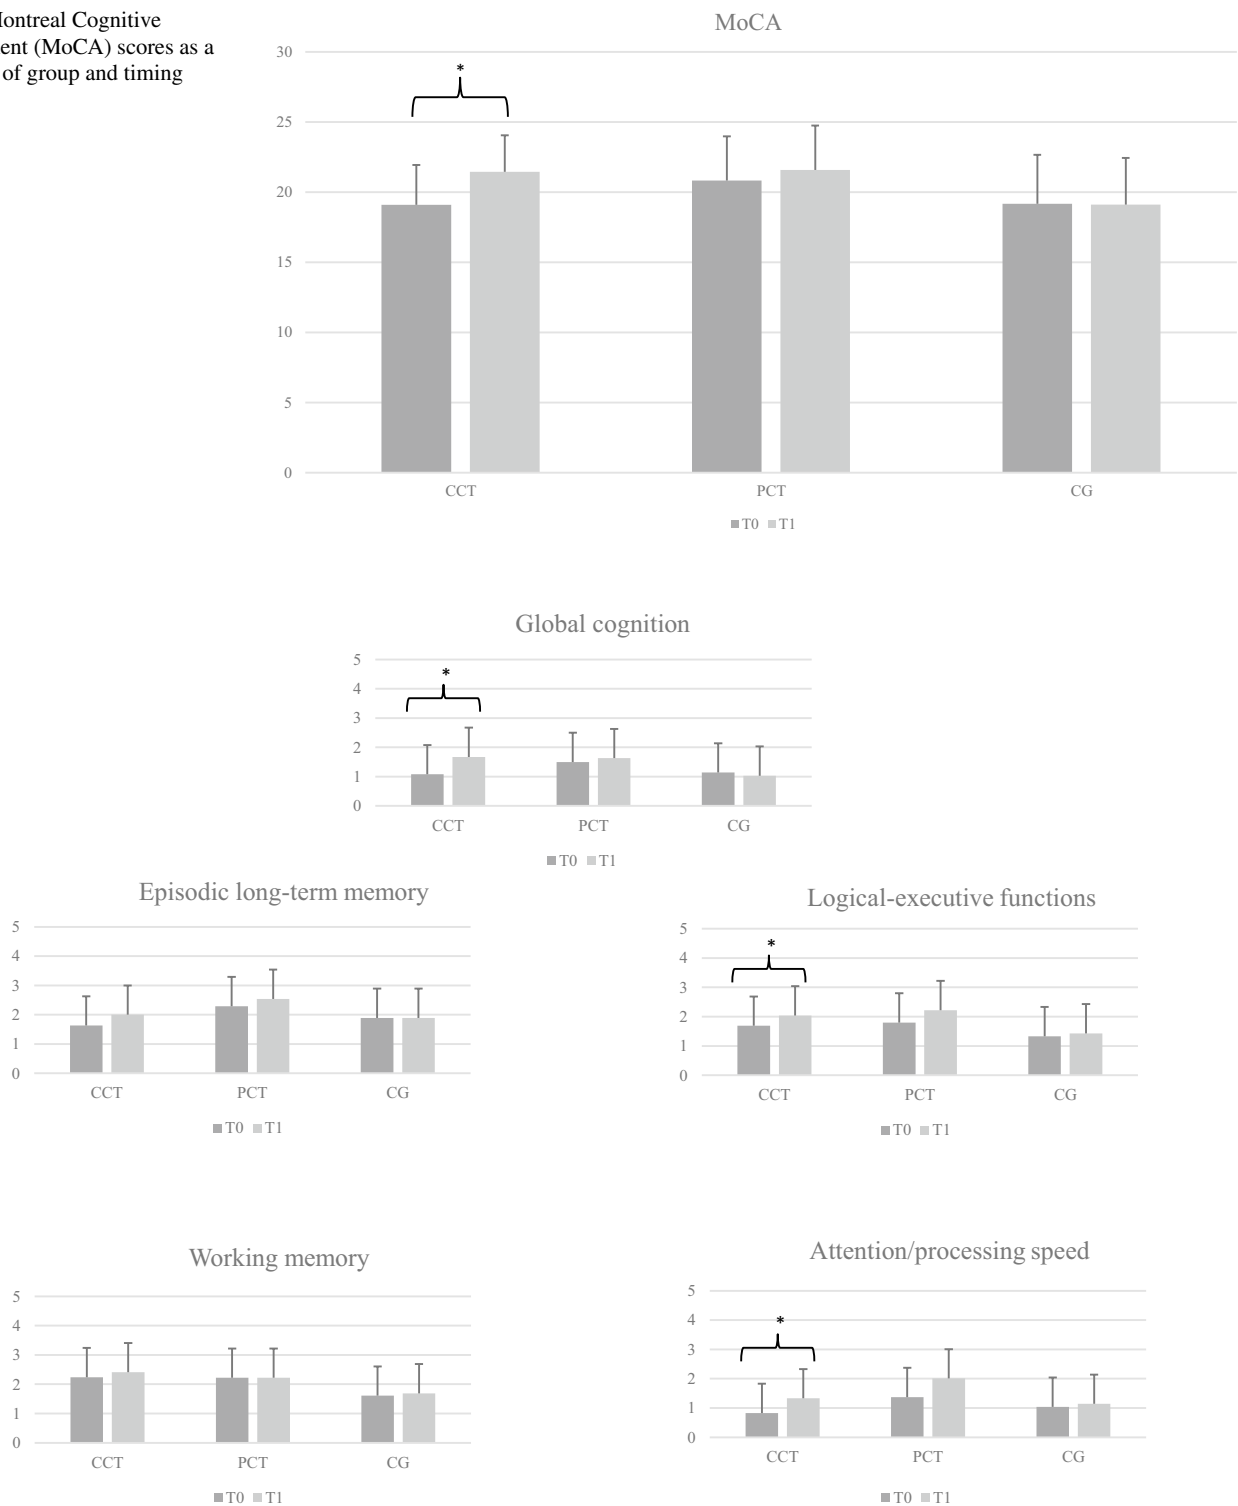 Montreal Cognitive
ent (MoCA) scores as a
of group and timing
MoCA
30
*
25
20
15
10
5
0
CCT PCT CG
T0 T1
Global cognition
5
*
4
3
2
1
0
CCT PCT CG
T0 T1
Episodic long-term memory
5
4
3
2
1
0
CCT PCT CG
T0 T1
Logical-executive functions
5
*
4
3
2
1
0
CCT PCT CG
T0 T1
Working memory
5
4
3
2
1
0
CCT PCT CG
T0 T1
Attention/processing speed
5
4
*
3
2
1
0
CCT PCT CG
T0 T1